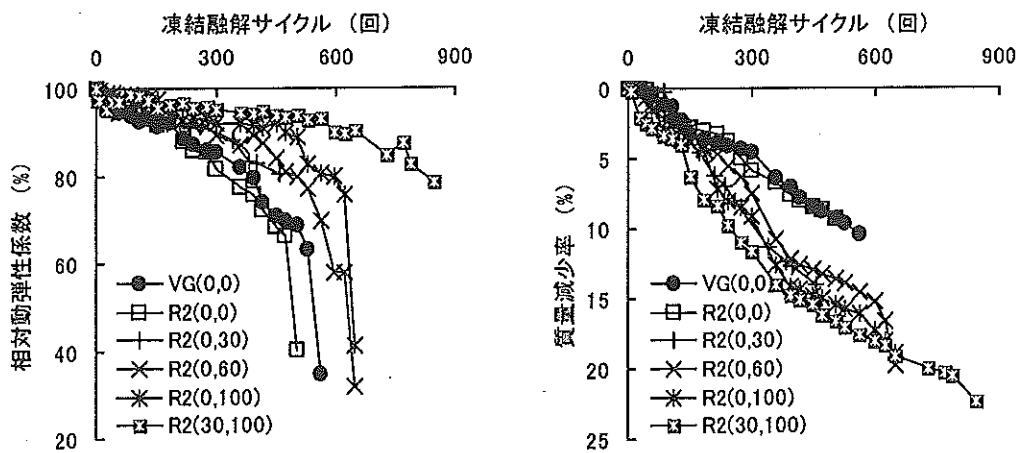 凍結融解サイクル (回)
0 300 600 900
100
80
60
40
20
相対動弾性係数 (%)
VG(0,0)
R2(0,0)
R2(0,30)
R2(0,60)
R2(0,100)
R2(30,100)
凍結融解サイクル (回)
0 300 600 900
0
5
10
15
20
25
質量減少率 (%)
VG(0,0)
R2(0,0)
R2(0,30)
R2(0,60)
R2(0,100)
R2(30,100)